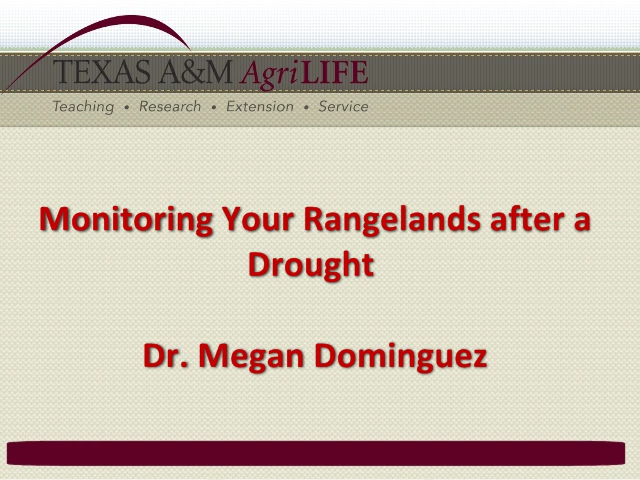 TEXAS A&M AgriLIFE
Teaching • Research • Extension • Service
Monitoring Your Rangelands after a
Drought
Dr. Megan Dominguez